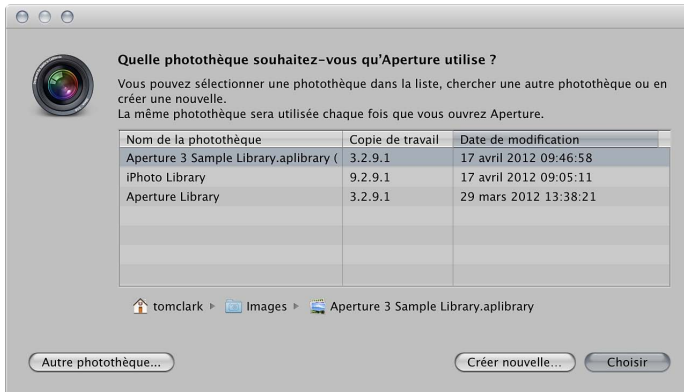 Quelle photothèque souhaitez-vous qu'Aperture utilise ?
Vous pouvez sélectionner une photothèque dans la liste, chercher une autre photothèque ou en
créer une nouvelle.
La même photothèque sera utilisée chaque fois que vous ouvrez Aperture.
Nom de la photothèque Copie de travail Date de modification
Aperture 3 Sample Library.aplibrary ( 3.2.9.1 17 avril 2012 09:46:58
iPhoto Library 9.2.9.1 17 avril 2012 09:05:11
Aperture Library 3.2.9.1 29 mars 2012 13:38:21
tomclark ▸ Images ▸ Aperture 3 Sample Library.aplibrary
Autre photothèque... Créer nouvelle... Choisir